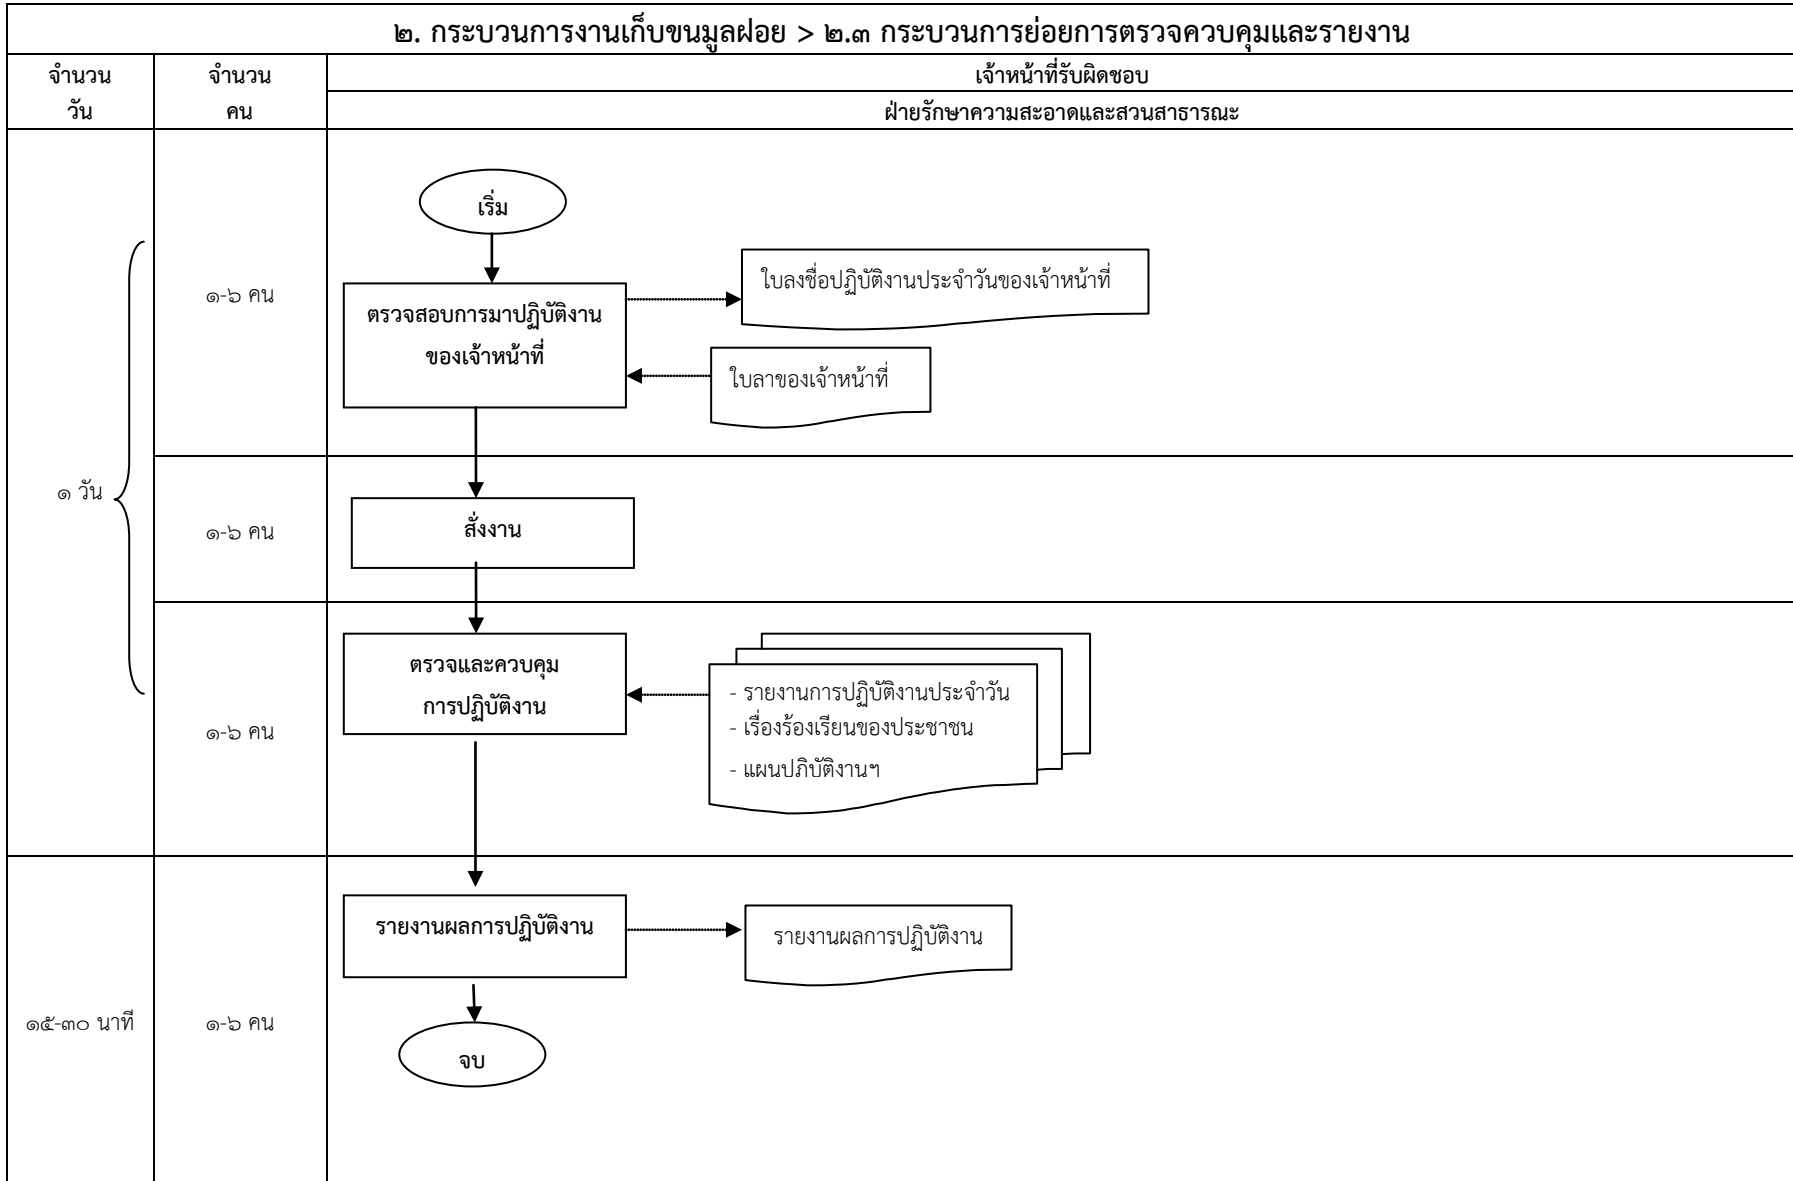 ๒. กระบวนการงานเก็บขนมูลฝอย > ๒.๓ กระบวนการย่อยการตรวจควบคุมและรายงาน
จำนวน
วัน
จำนวน
คน
เจ้าหน้าที่รับผิดชอบ
ฝ่ายรักษาความสะอาดและสวนสาธารณะ
เริ่ม
๑-๖ คน
ตรวจสอบการมาปฏิบัติงาน
ของเจ้าหน้าที่
ใบลงชื่อปฏิบัติงานประจำวันของเจ้าหน้าที่
ใบลาของเจ้าหน้าที่
๑ วัน
๑-๖ คน
สั่งงาน
๑-๖ คน
ตรวจและควบคุม
การปฏิบัติงาน
- รายงานการปฏิบัติงานประจำวัน
- เรื่องร้องเรียนของประชาชน
- แผนปภิบัติงานฯ
รายงานผลการปฏิบัติงาน
รายงานผลการปฏิบัติงาน
๑๕-๓๐ นาที
๑-๖ คน
จบ